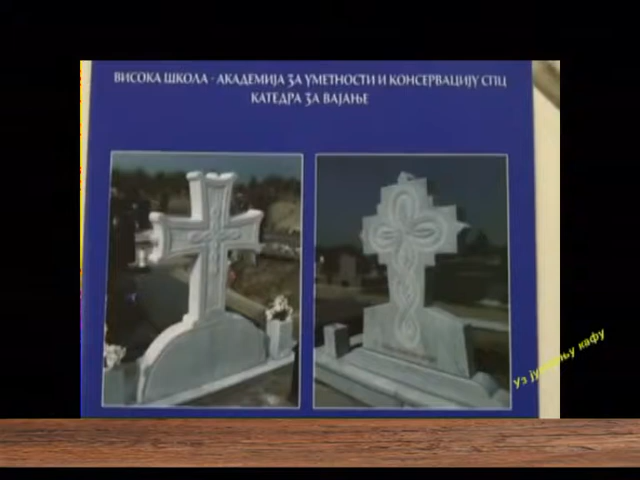 ВИСОКА ШКОЛА - АКАДЕМИЈА ЗА УМЕТНОСТИ И КОНСЕРВАЦИЈУ СПЦ
КАТЕДРА ЗА ВАЈАЊЕ
Уз јутарњу кафу